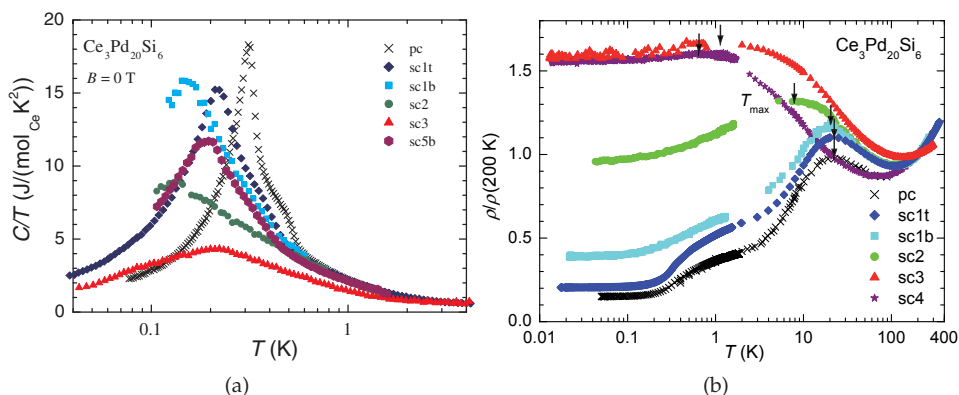 20
15
10
5
0
C/T (J/(mol_Ce K²)
Ce₃Pd₂₀Si₆
B = 0 T
pc
sc1t
sc1b
sc2
sc3
sc5b
0.1
1
T (K)
(a)
1.5
1.0
0.5
0.0
ρ/ρ(200 K)
Ce₃Pd₂₀Si₆
T_max
pc
sc1t
sc1b
sc2
sc3
sc4
0.01
0.1
1
10
100
400
T (K)
(b)